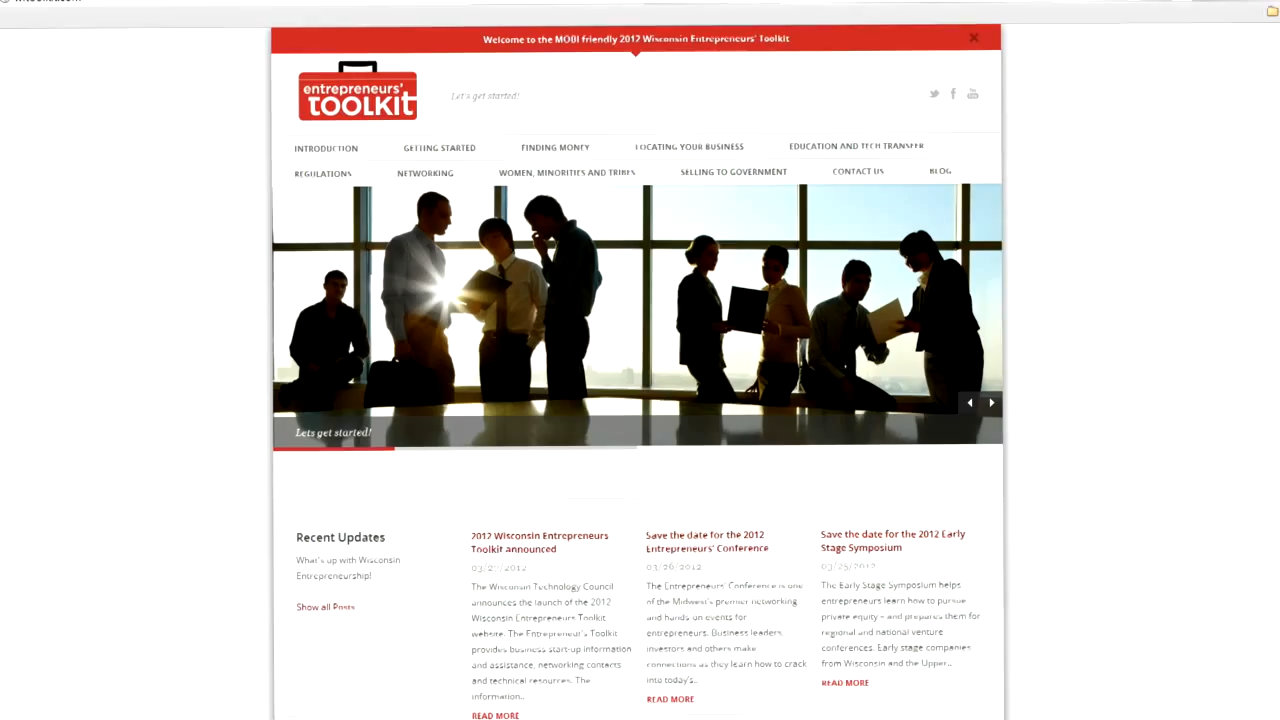 Welcome to the MOBI friendly 2012 Wisconsin Entrepreneurs' Toolkit
entrepreneurs'
TOOLKIT
Let's get started!
INTRODUCTION GETTING STARTED FINDING MONEY LOCATING YOUR BUSINESS EDUCATION AND TECH TRANSFER
REGULATIONS NETWORKING WOMEN, MINORITIES AND TRIBES SELLING TO GOVERNMENT CONTACT US BLOG
Lets get started!
Recent Updates
What's up with Wisconsin
Entrepreneurship!
Show all Posts
2012 Wisconsin Entrepreneurs
Toolkit announced
The Wisconsin Technology Council
announces the launch of the 2012
Wisconsin Entrepreneurs Toolkit
website. The Entrepreneur's Toolkit
provides business start-up information
and assistance, networking contacts
and technical resources. The
information..
READ MORE
Save the date for the 2012
Entrepreneurs' Conference
03/26/2012
The Entrepreneurs' Conference is one
of the Midwest's premier networking
and hands on events for
entrepreneurs. Business leaders,
investors and others make
connections as they learn how to crack
into today's..
READ MORE
Save the date for the 2012 Early
Stage Symposium
03/25/2012
The Early Stage Symposium helps
entrepreneurs learn how to pursue
private equity – and prepares them for
regional and national venture
conferences. Early stage companies
from Wisconsin and the Upper..
READ MORE